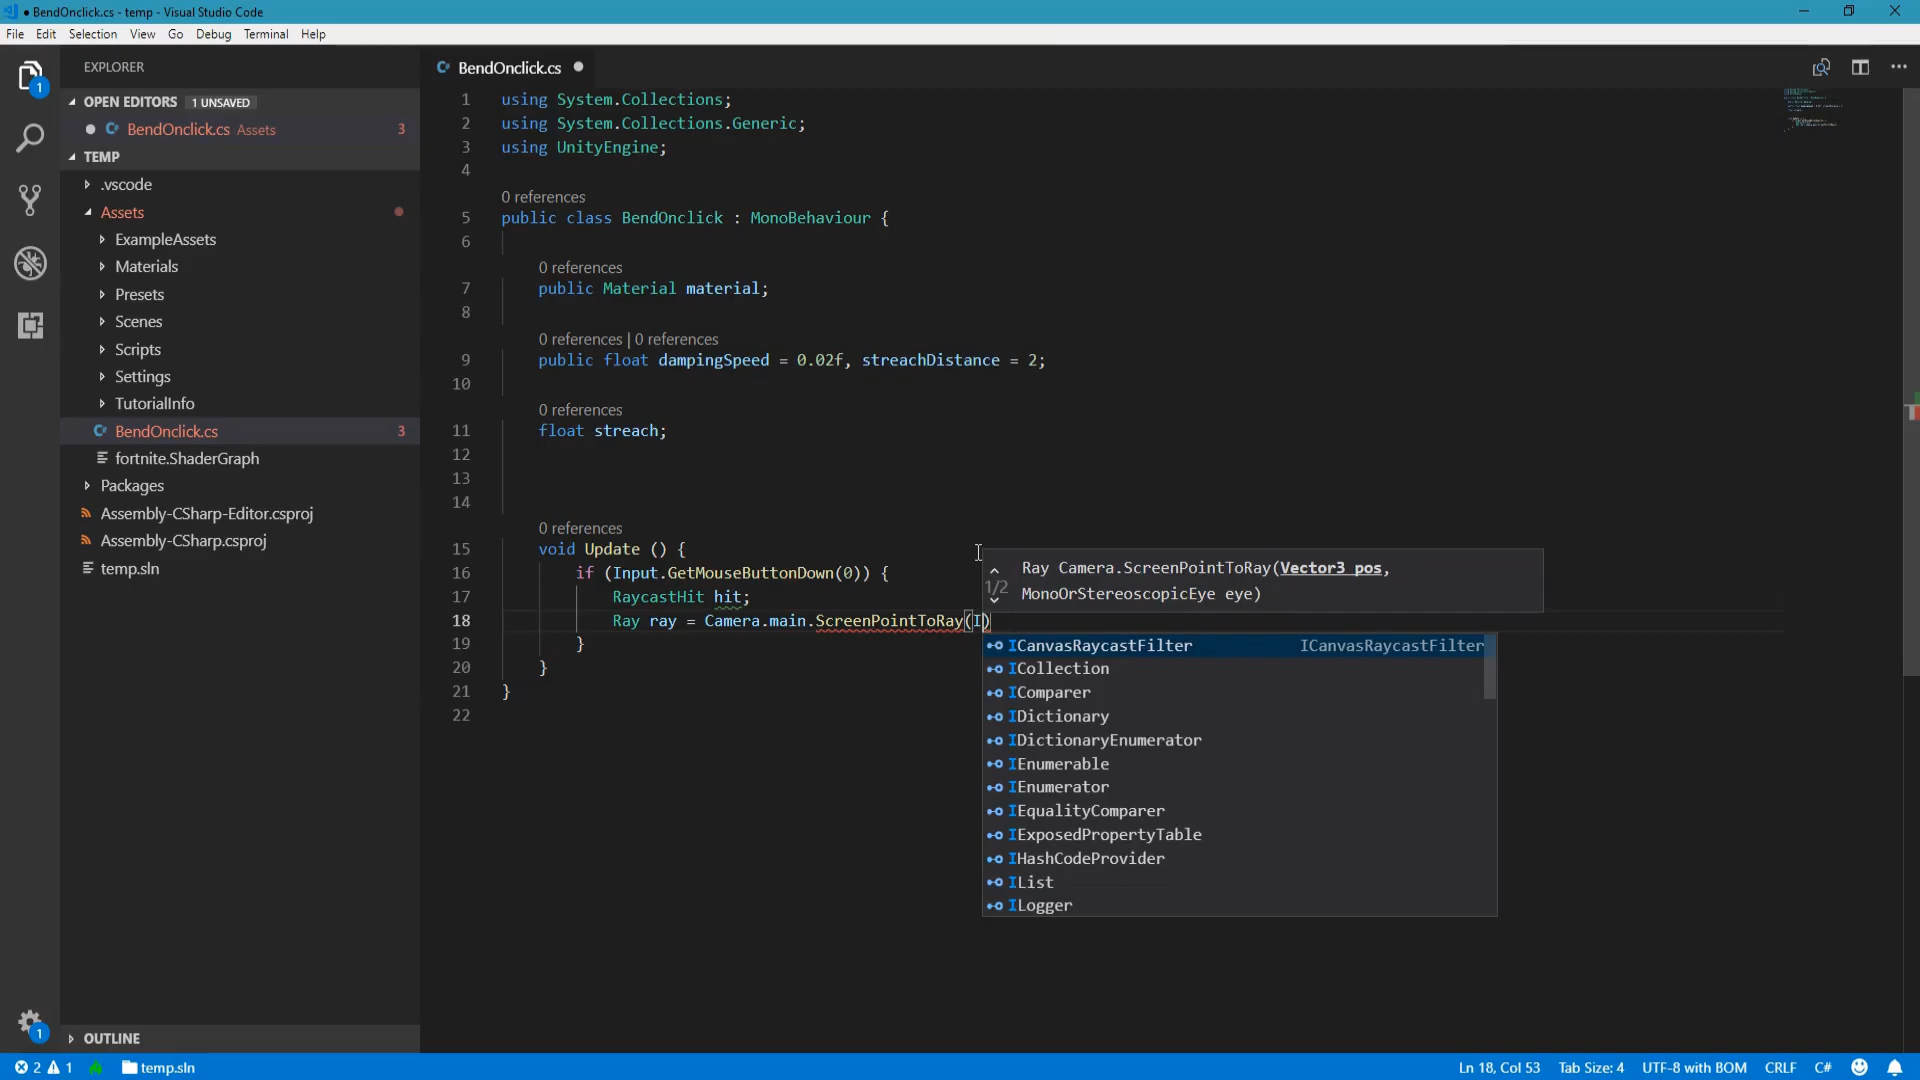 BendOnclick.cs - temp - Visual Studio Code
File Edit Selection View Go Debug Terminal Help
EXPLORER
OPEN EDITORS 1 UNSAVED
BendOnclick.cs Assets 3
TEMP
.vscode
Assets
ExampleAssets
Materials
Presets
Scenes
Scripts
Settings
TutorialInfo
BendOnclick.cs 3
fortnite.ShaderGraph
Packages
Assembly-CSharp-Editor.csproj
Assembly-CSharp.csproj
temp.sln
OUTLINE
1
1
BendOnclick.cs
1 using System.Collections;
2 using System.Collections.Generic;
3 using UnityEngine;
4
0 references
5 public class BendOnclick : MonoBehaviour {
6
0 references
7 public Material material;
8
0 references | 0 references
9 public float dampingSpeed = 0.02f, streachDistance = 2;
10
0 references
11 float streach;
12
13
14
0 references
15 void Update () {
16 if (Input.GetMouseButtonDown(0)) {
17 RaycastHit hit;
18 Ray ray = Camera.main.ScreenPointToRay(I)
19 }
20 }
21 }
22
1/2
Ray Camera.ScreenPointToRay(Vector3 pos,
MonoOrStereoscopicEye eye)
ICanvasRaycastFilter ICanvasRaycastFilter
ICollection
IComparer
IDictionary
IDictionaryEnumerator
IEnumerable
IEnumerator
IEqualityComparer
IExposedPropertyTable
IHashCodeProvider
IList
ILogger
2 1 temp.sln Ln 18, Col 53 Tab Size: 4 UTF-8 with BOM CRLF C#